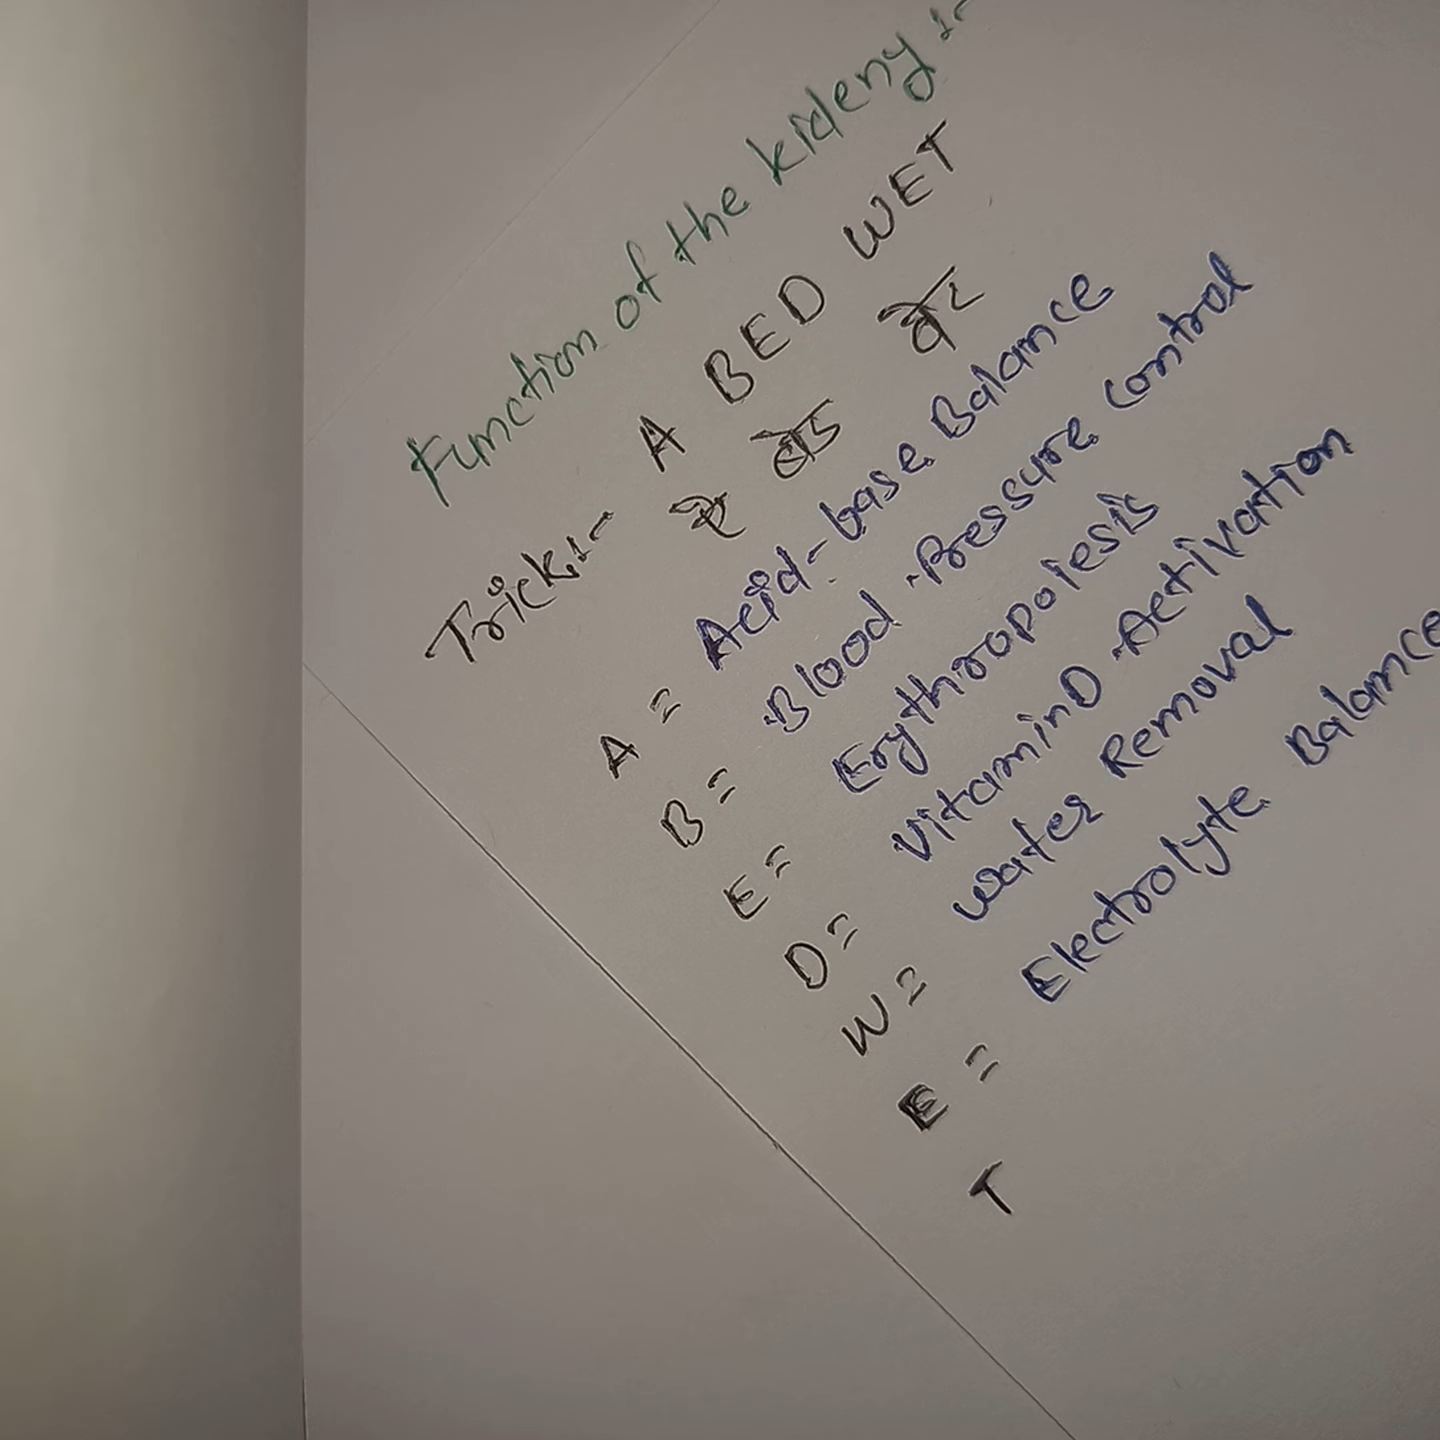 Function of the kideny :-
Trick :- A BED WET
ए बेड वेट
A = Acid-base Balance
B = Blood Pressure control
E = Erythropoiesis
D = Vitamin D Activation
W = Water Removal
E = Electrolyte Balance
T